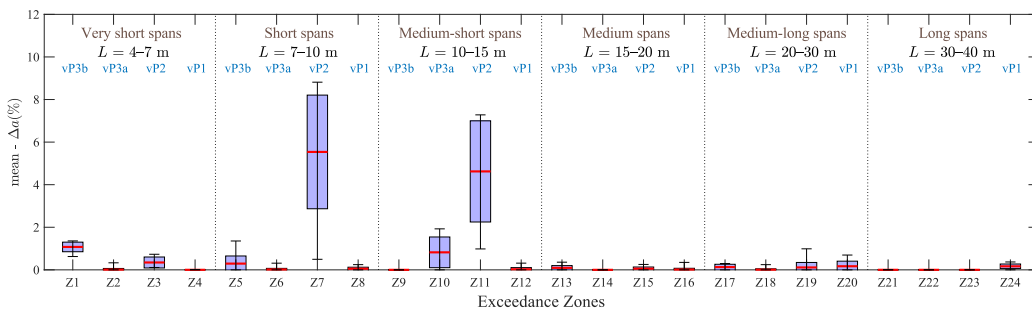 12
10
8
6
4
2
0
mean - Δa(%)
Very short spans
L = 4–7 m
vP3b vP3a vP2 vP1
Short spans
L = 7–10 m
vP3b vP3a vP2 vP1
Medium-short spans
L = 10–15 m
vP3b vP3a vP2 vP1
Medium spans
L = 15–20 m
vP3b vP3a vP2 vP1
Medium-long spans
L = 20–30 m
vP3b vP3a vP2 vP1
Long spans
L = 30–40 m
vP3b vP3a vP2 vP1
Z1 Z2 Z3 Z4 Z5 Z6 Z7 Z8 Z9 Z10 Z11 Z12 Z13 Z14 Z15 Z16 Z17 Z18 Z19 Z20 Z21 Z22 Z23 Z24
Exceedance Zones